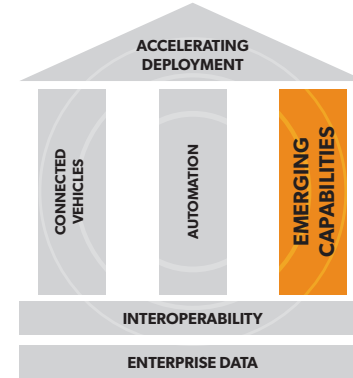 ACCELERATING
DEPLOYMENT
CONNECTED
VEHICLES
AUTOMATION
EMERGING
CAPABILITIES
INTEROPERABILITY
ENTERPRISE DATA